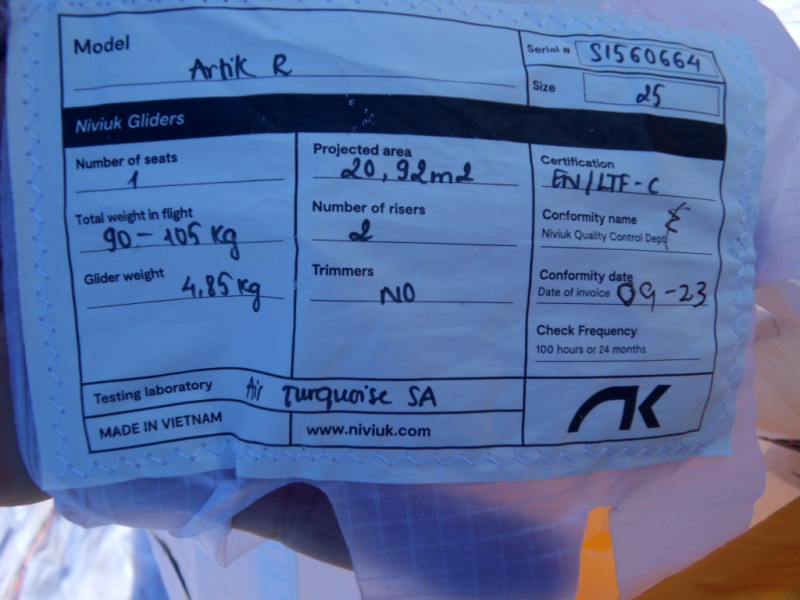 Model
Artik R
Serial # S1560664
Size 25
Niviuk Gliders
Number of seats
1
Total weight in flight
90-105 Kg
Glider weight
4,85 Kg
Projected area
20,92m2
Number of risers
2
Trimmers
NO
Certification
EN/LTF-C
Conformity name
Niviuk Quality Control Dept
Conformity date
Date of invoice 09-23
Check Frequency
100 hours or 24 months
Testing laboratory Air Turquoise SA
MADE IN VIETNAM
www.niviuk.com